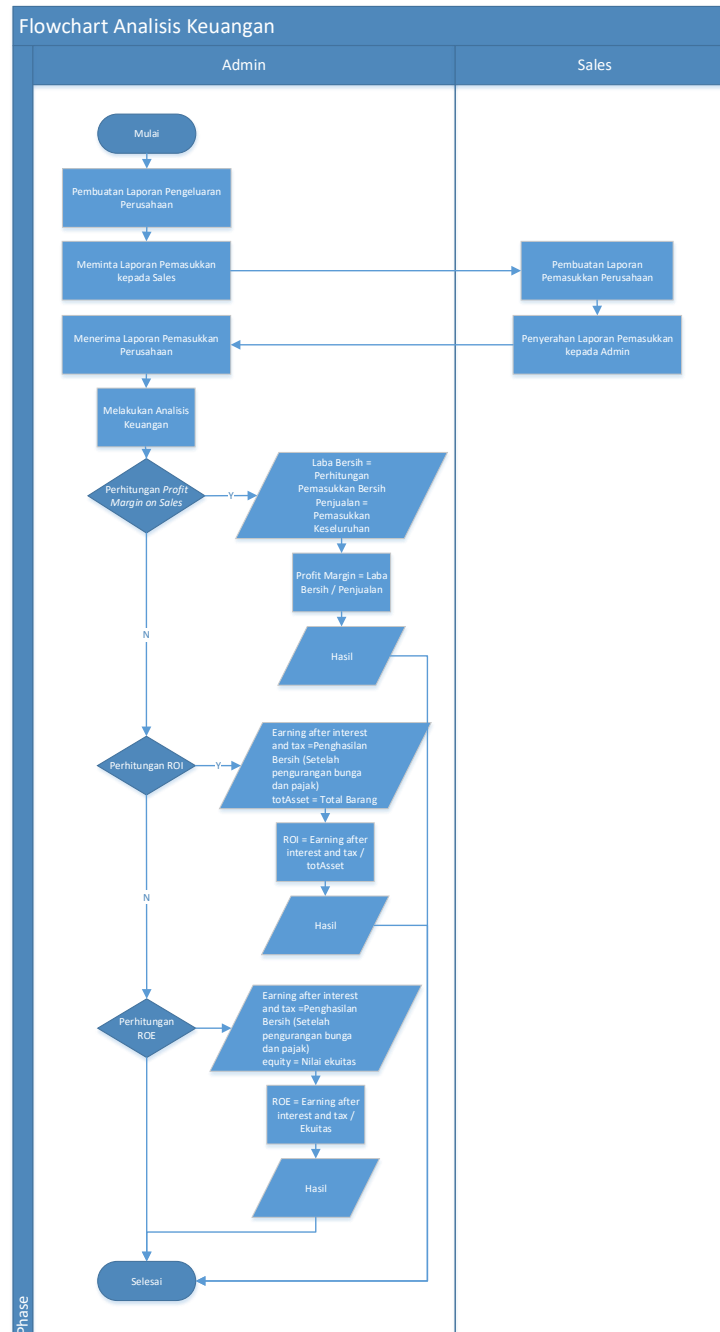 Flowchart Analisis Keuangan
Admin
Sales
Mulai
Pembuatan Laporan Pengeluaran
Perusahaan
Meminta Laporan Pemasukkan
kepada Sales
Pembuatan Laporan
Pemasukkan Perusahaan
Menerima Laporan Pemasukkan
Perusahaan
Penyerahan Laporan Pemasukkan
kepada Admin
Melakukan Analisis
Keuangan
Perhitungan Profit
Margin on Sales
Y
Laba Bersih =
Perhitungan
Pemasukkan Bersih
Penjualan =
Pemasukkan
Keseluruhan
Profit Margin = Laba
Bersih / Penjualan
N
Hasil
Perhitungan ROI
Y
Earning after interest
and tax =Penghasilan
Bersih (Setelah
pengurangan bunga
dan pajak)
totAsset = Total Barang
ROI = Earning after
interest and tax /
totAsset
N
Hasil
Perhitungan
ROE
Earning after interest
and tax =Penghasilan
Bersih (Setelah
pengurangan bunga
dan pajak)
equity = Nilai ekuitas
ROE = Earning after
interest and tax /
Ekuitas
Hasil
Selesai
Phase